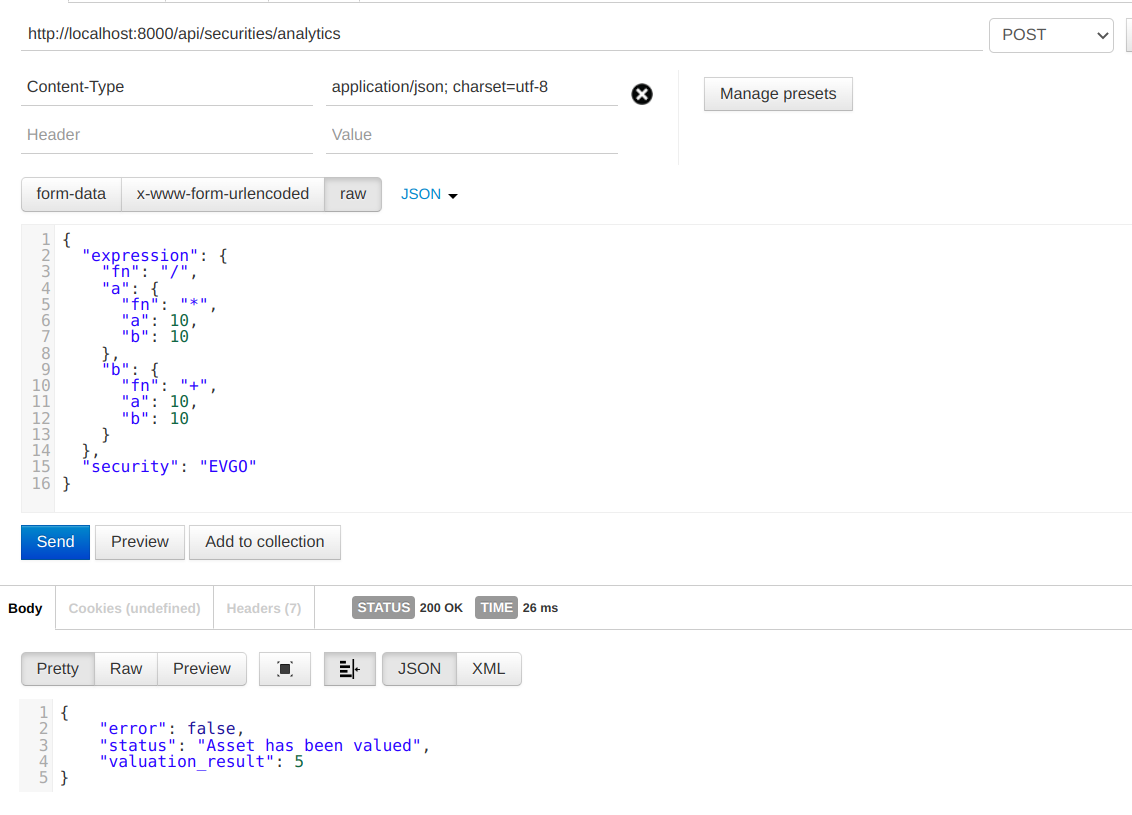 http://localhost:8000/api/securities/analytics POST
Content-Type application/json; charset=utf-8 Manage presets
Header Value
form-data x-www-form-urlencoded raw JSON
1 {
2 "expression": {
3 "fn": "/",
4 "a": {
5 "fn": "*",
6 "a": 10,
7 "b": 10
8 },
9 "b": {
10 "fn": "+",
11 "a": 10,
12 "b": 10
13 }
14 },
15 "security": "EVGO"
16 }
Send Preview Add to collection
Body Cookies (undefined) Headers (7) STATUS 200 OK TIME 26 ms
Pretty Raw Preview JSON XML
1 {
2 "error": false,
3 "status": "Asset has been valued",
4 "valuation_result": 5
5 }